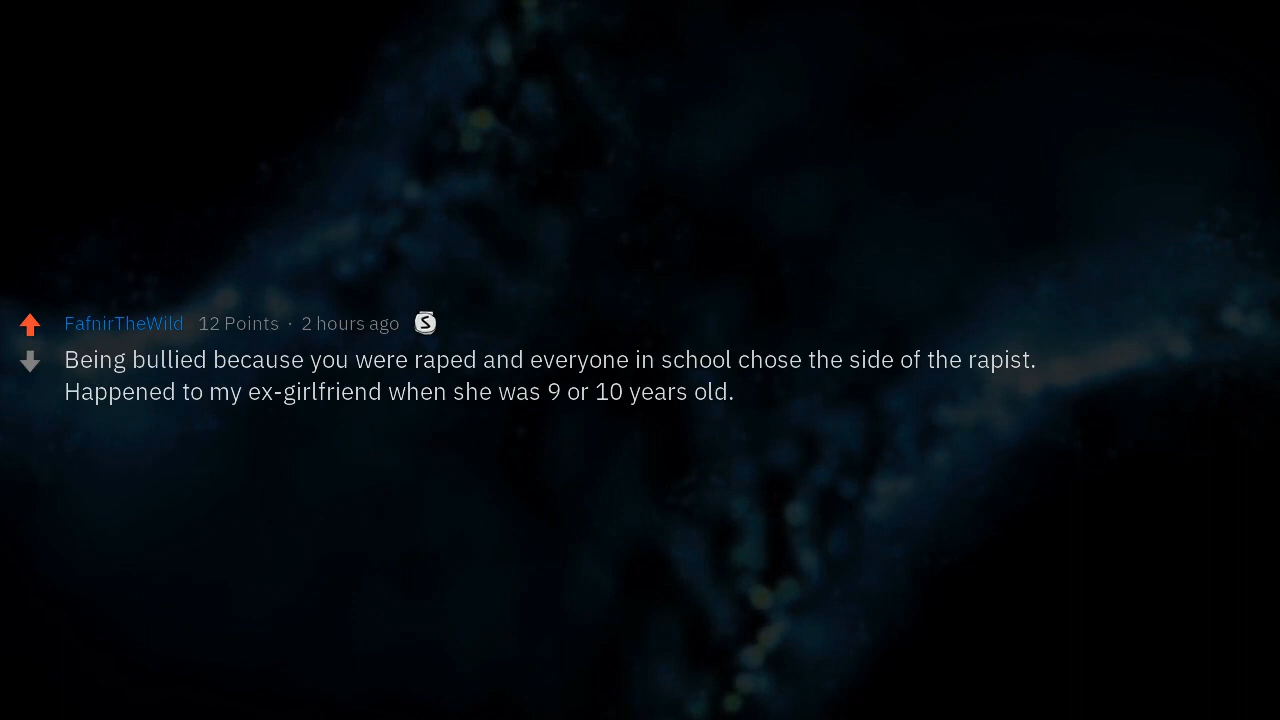 FafnirTheWild 12 Points · 2 hours ago S
Being bullied because you were raped and everyone in school chose the side of the rapist.
Happened to my ex-girlfriend when she was 9 or 10 years old.